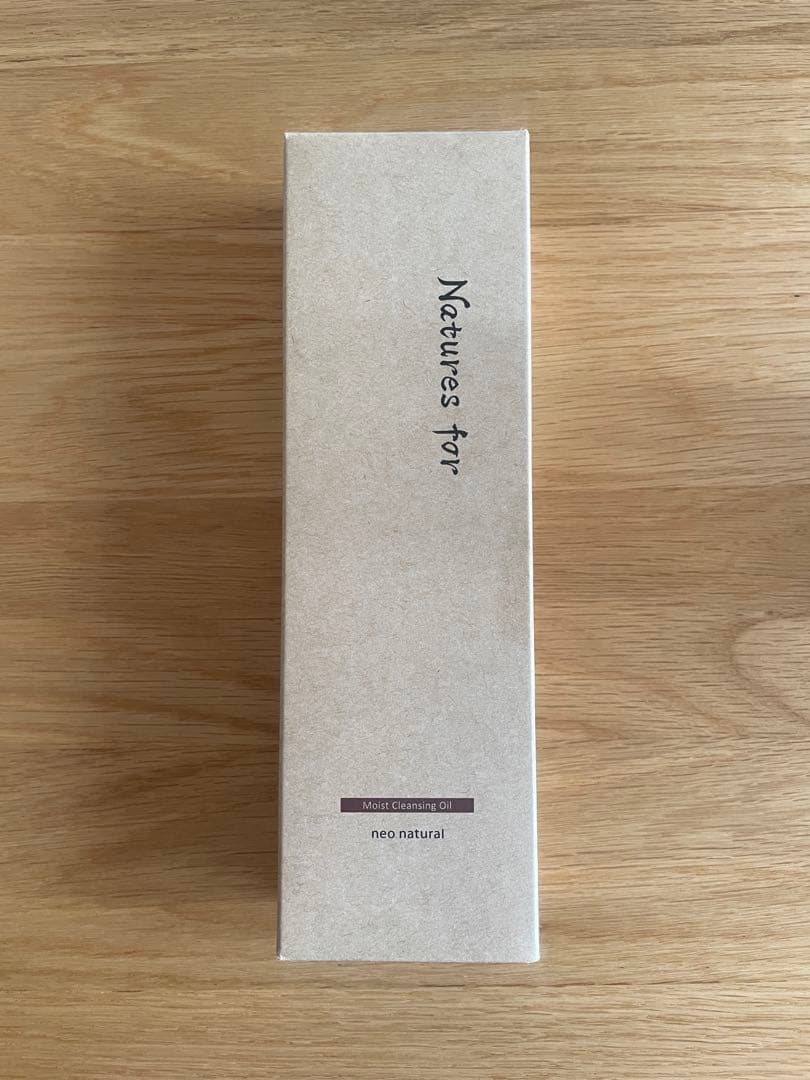 Natures for
Moist Cleansing Oil
neo natural